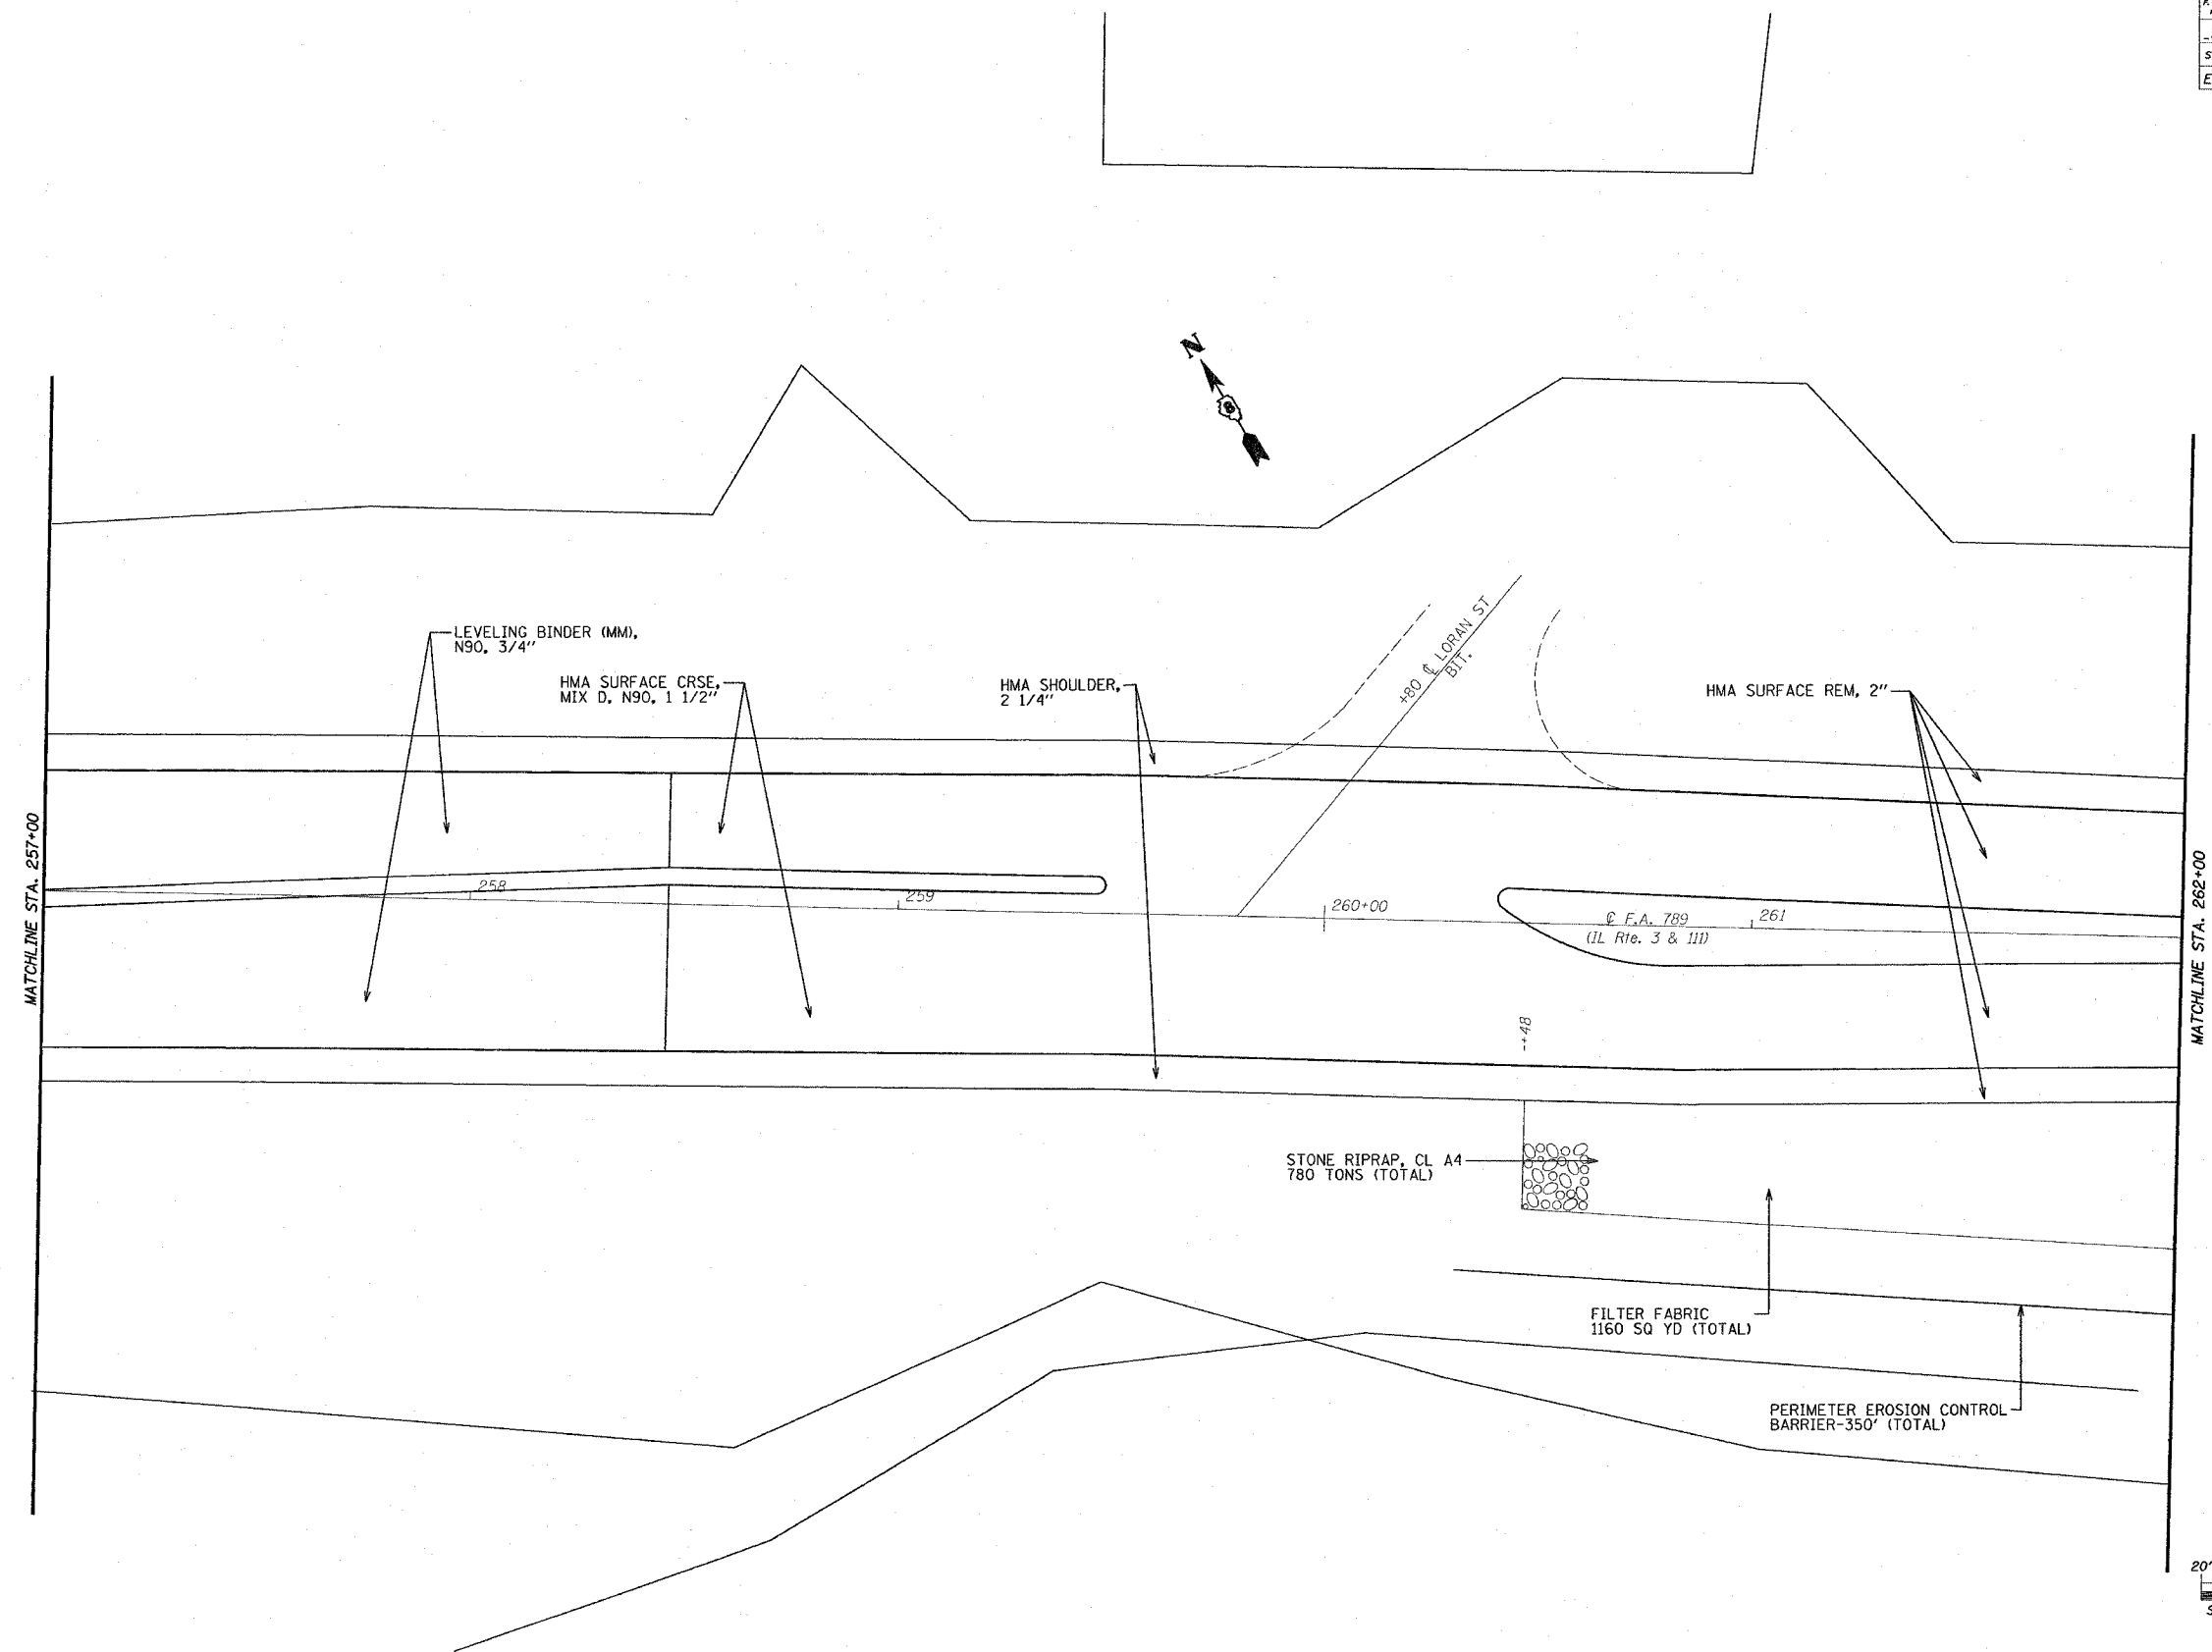 N
8
LEVELING BINDER (MM),
N90, 3/4"
HMA SURFACE CRSE,
MIX D, N90, 1 1/2"
HMA SHOULDER,
2 1/4"
+80 ℄ LORAN ST
BIT.
HMA SURFACE REM, 2"
MATCHLINE STA. 257+00
258
259
260+00
℄ F.A. 789
(IL Rte. 3 & 111)
261
MATCHLINE STA. 262+00
+48
STONE RIPRAP, CL A4
780 TONS (TOTAL)
FILTER FABRIC
1160 SQ YD (TOTAL)
PERIMETER EROSION CONTROL
BARRIER-350' (TOTAL)
20'